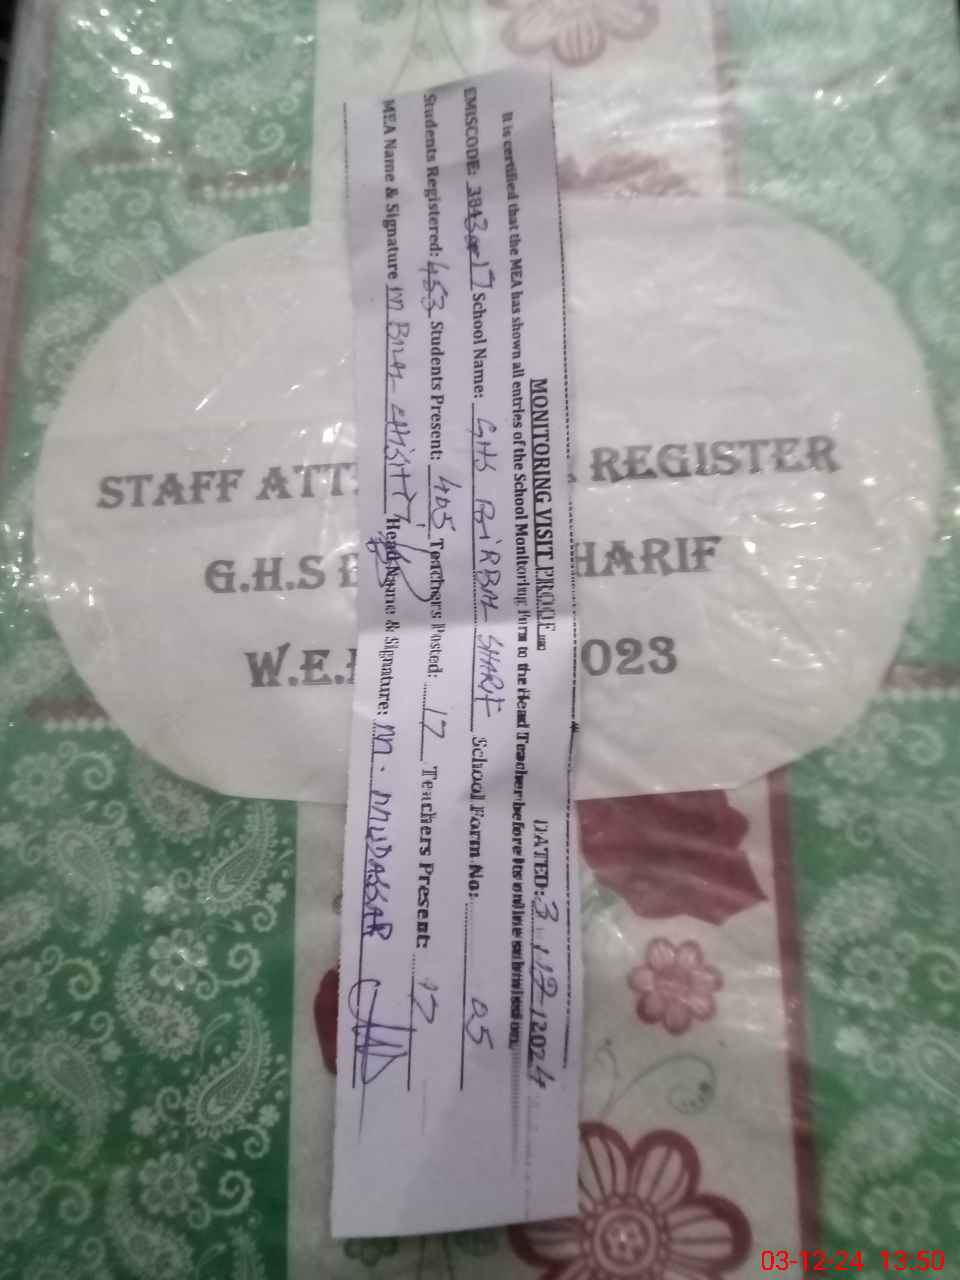 MONITORING VISIT PROOF
DATED: 3/12/2024
It is certified that the MEA has shown all entries of the School Monitoring Form to the Head Teacher before its online submission.
EMISCODE: School Name: GHS SHARIF School Form No: 05
Students Registered: 453 Students Present: 405 Teachers Posted: 17 Teachers Present: 17
MEA Name & Signature M BILAL CHISHTI Head Name & Signature: M. MUDASSAR
STAFF ATT REGISTER
G.H.S HARIF
W.E. 023
03-12-24 13:50